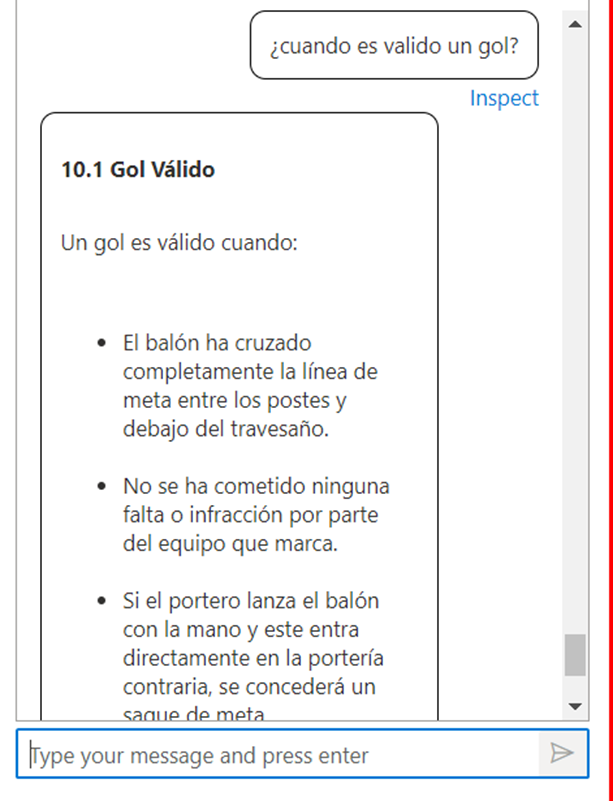 ¿cuando es valido un gol?
Inspect
10.1 Gol Válido
Un gol es válido cuando:
• El balón ha cruzado
completamente la línea de
meta entre los postes y
debajo del travesaño.
• No se ha cometido ninguna
falta o infracción por parte
del equipo que marca.
• Si el portero lanza el balón
con la mano y este entra
directamente en la portería
contraria, se concederá un
saque de meta
Type your message and press enter